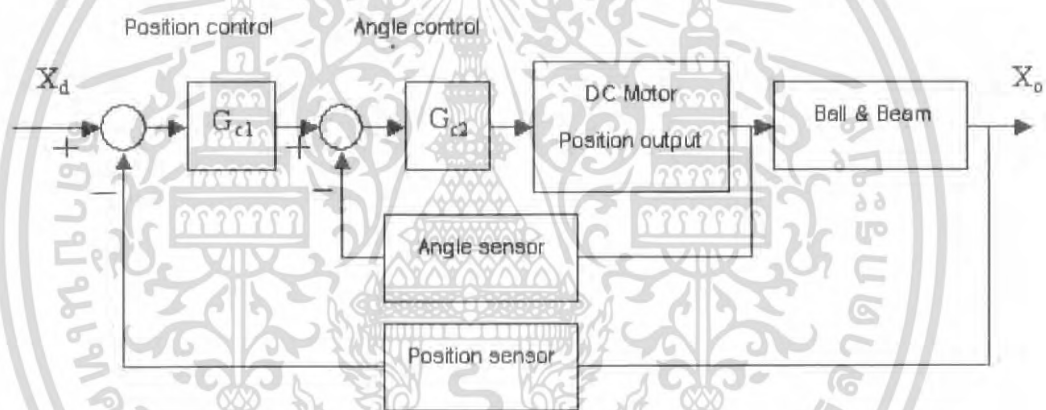 Position control
Angle control
X_d
+
−
G_c1
+
−
G_c2
DC Motor
Position output
Ball & Beam
X_o
Angle sensor
Position sensor